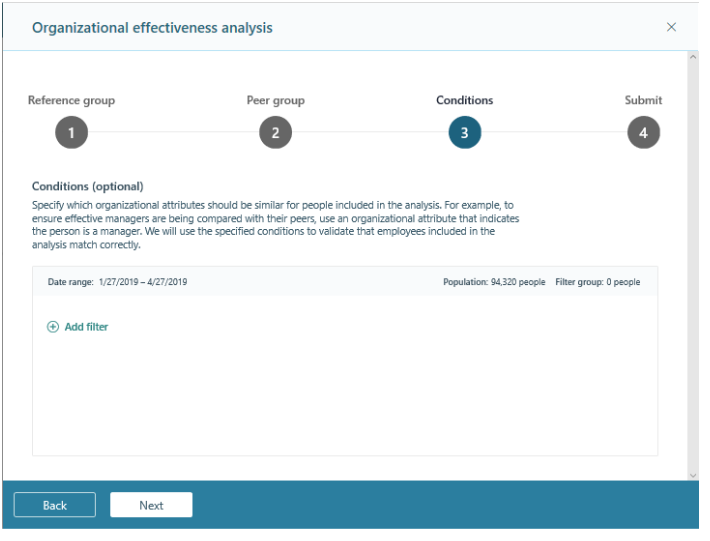 Organizational effectiveness analysis
Reference group
Peer group
Conditions
Submit
1
2
3
4
Conditions (optional)
Specify which organizational attributes should be similar for people included in the analysis. For example, to
ensure effective managers are being compared with their peers, use an organizational attribute that indicates
the person is a manager. We will use the specified conditions to validate that employees included in the
analysis match correctly.
Date range: 1/27/2019 – 4/27/2019
Population: 94,320 people Filter group: 0 people
Add filter
Back
Next